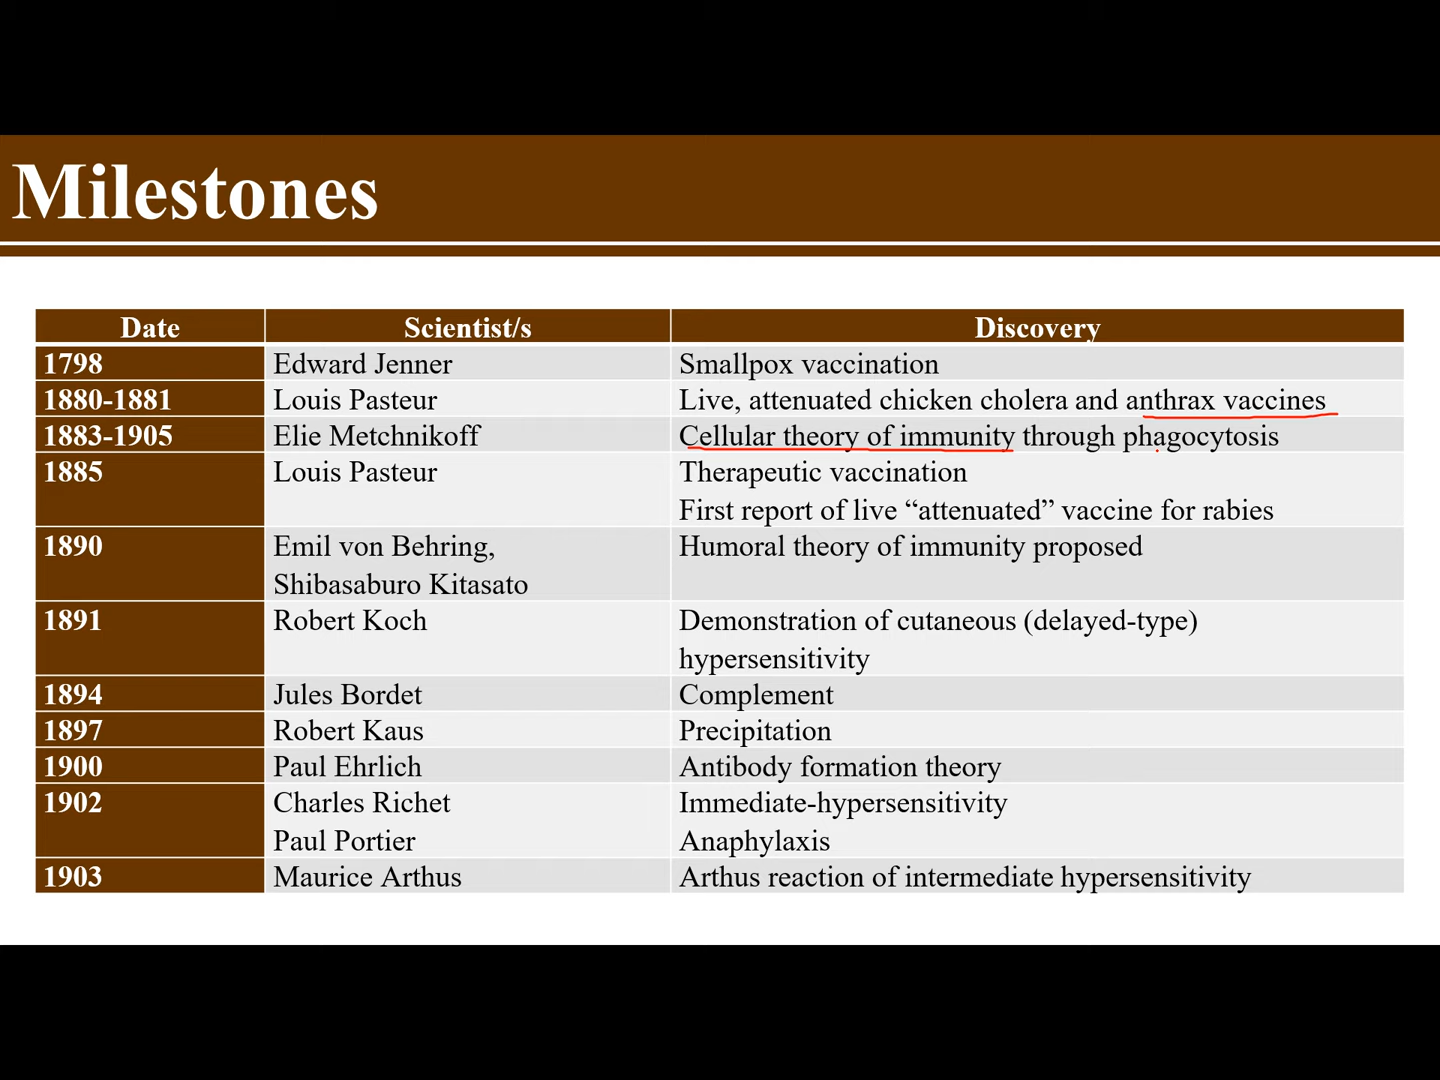 Milestones
Date Scientist/s Discovery
1798 Edward Jenner Smallpox vaccination
1880-1881 Louis Pasteur Live, attenuated chicken cholera and anthrax vaccines
1883-1905 Elie Metchnikoff Cellular theory of immunity through phagocytosis
1885 Louis Pasteur Therapeutic vaccination
First report of live “attenuated” vaccine for rabies
1890 Emil von Behring, Humoral theory of immunity proposed
Shibasaburo Kitasato
1891 Robert Koch Demonstration of cutaneous (delayed-type)
hypersensitivity
1894 Jules Bordet Complement
1897 Robert Kaus Precipitation
1900 Paul Ehrlich Antibody formation theory
1902 Charles Richet Immediate-hypersensitivity
Paul Portier Anaphylaxis
1903 Maurice Arthus Arthus reaction of intermediate hypersensitivity